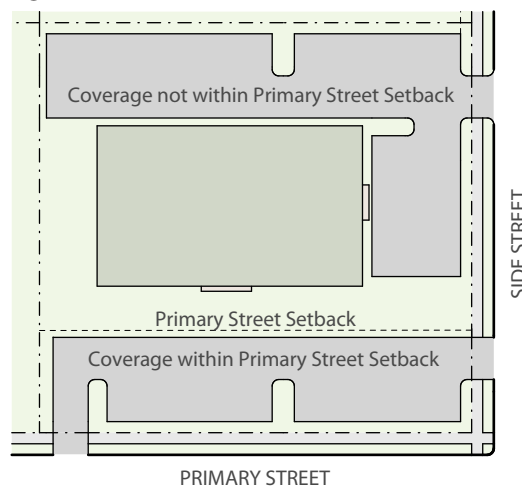 Coverage not within Primary Street Setback
SIDE STREET
Primary Street Setback
Coverage within Primary Street Setback
PRIMARY STREET